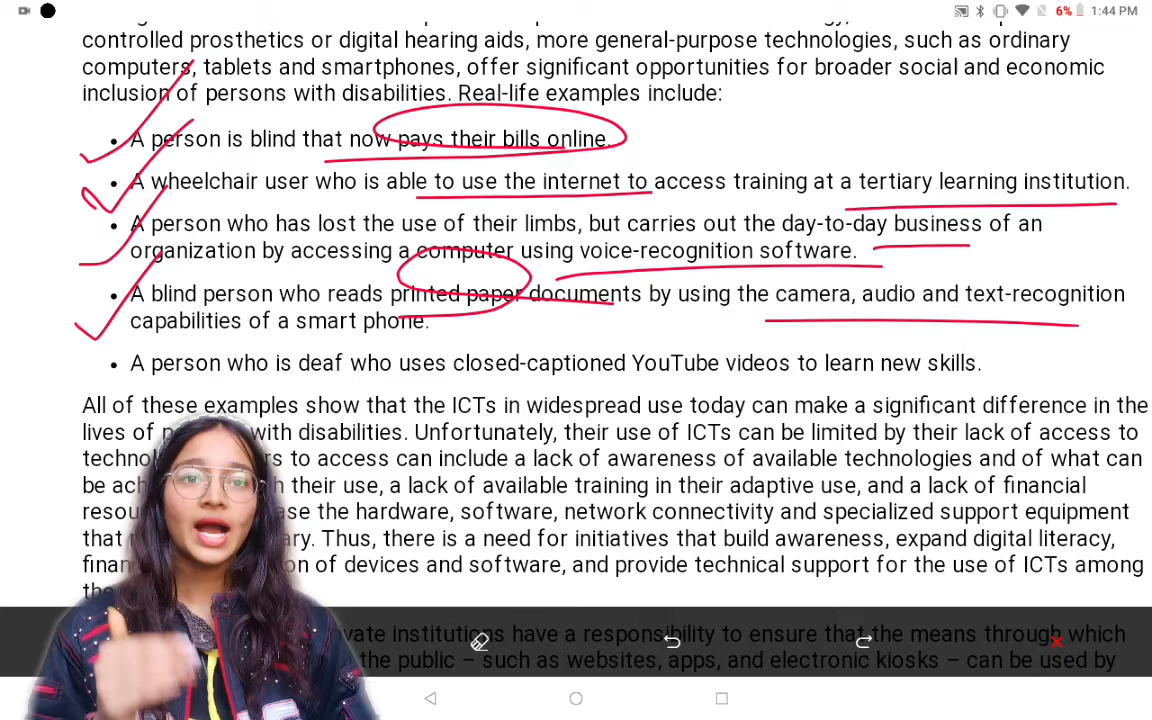 6% 1:44 PM
controlled prosthetics or digital hearing aids, more general-purpose technologies, such as ordinary
computers, tablets and smartphones, offer significant opportunities for broader social and economic
inclusion of persons with disabilities. Real-life examples include:
• A person is blind that now pays their bills online.
• A wheelchair user who is able to use the internet to access training at a tertiary learning institution.
• A person who has lost the use of their limbs, but carries out the day-to-day business of an
organization by accessing a computer using voice-recognition software.
• A blind person who reads printed paper documents by using the camera, audio and text-recognition
capabilities of a smart phone.
• A person who is deaf who uses closed-captioned YouTube videos to learn new skills.
All of these examples show that the ICTs in widespread use today can make a significant difference in the
lives of with disabilities. Unfortunately, their use of ICTs can be limited by their lack of access to
to access can include a lack of awareness of available technologies and of what can
be their use, a lack of available training in their adaptive use, and a lack of financial
the hardware, software, network connectivity and specialized support equipment
that Thus, there is a need for initiatives that build awareness, expand digital literacy,
of devices and software, and provide technical support for the use of ICTs among
institutions have a responsibility to ensure that the means through which
the public – such as websites, apps, and electronic kiosks – can be used by